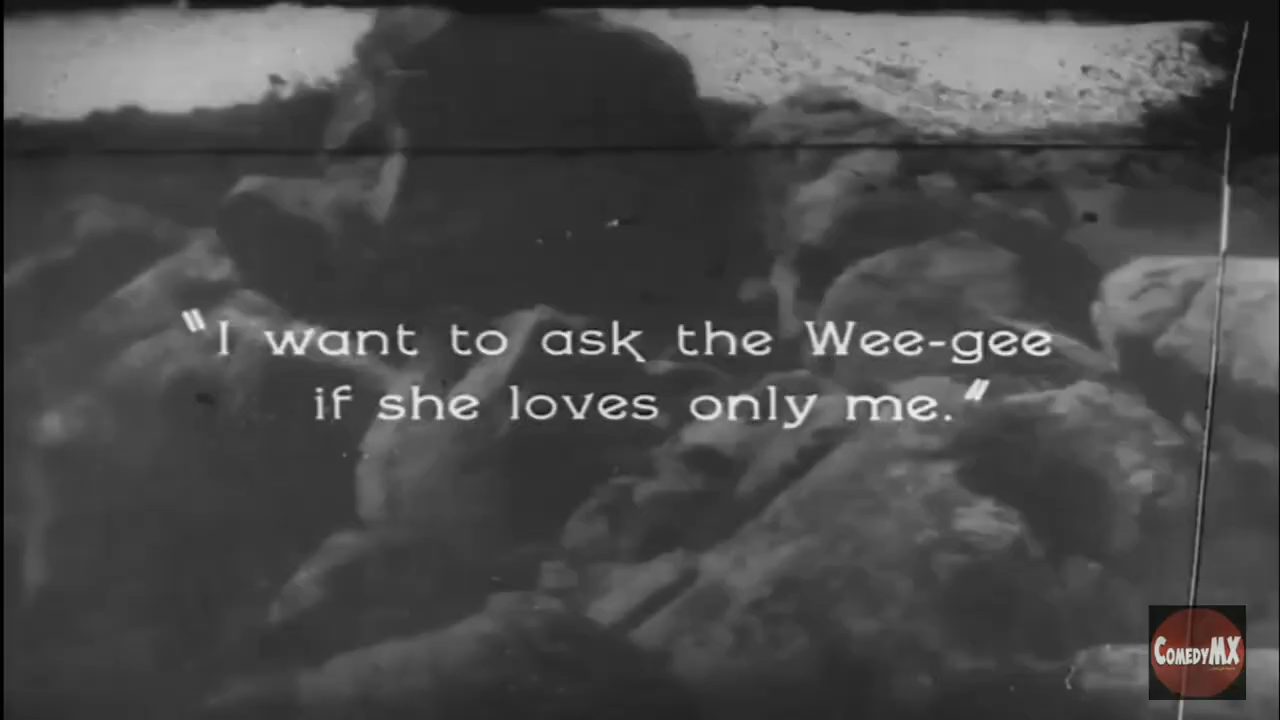 "I want to ask the Wee-gee
if she loves only me."
COMEDYMX